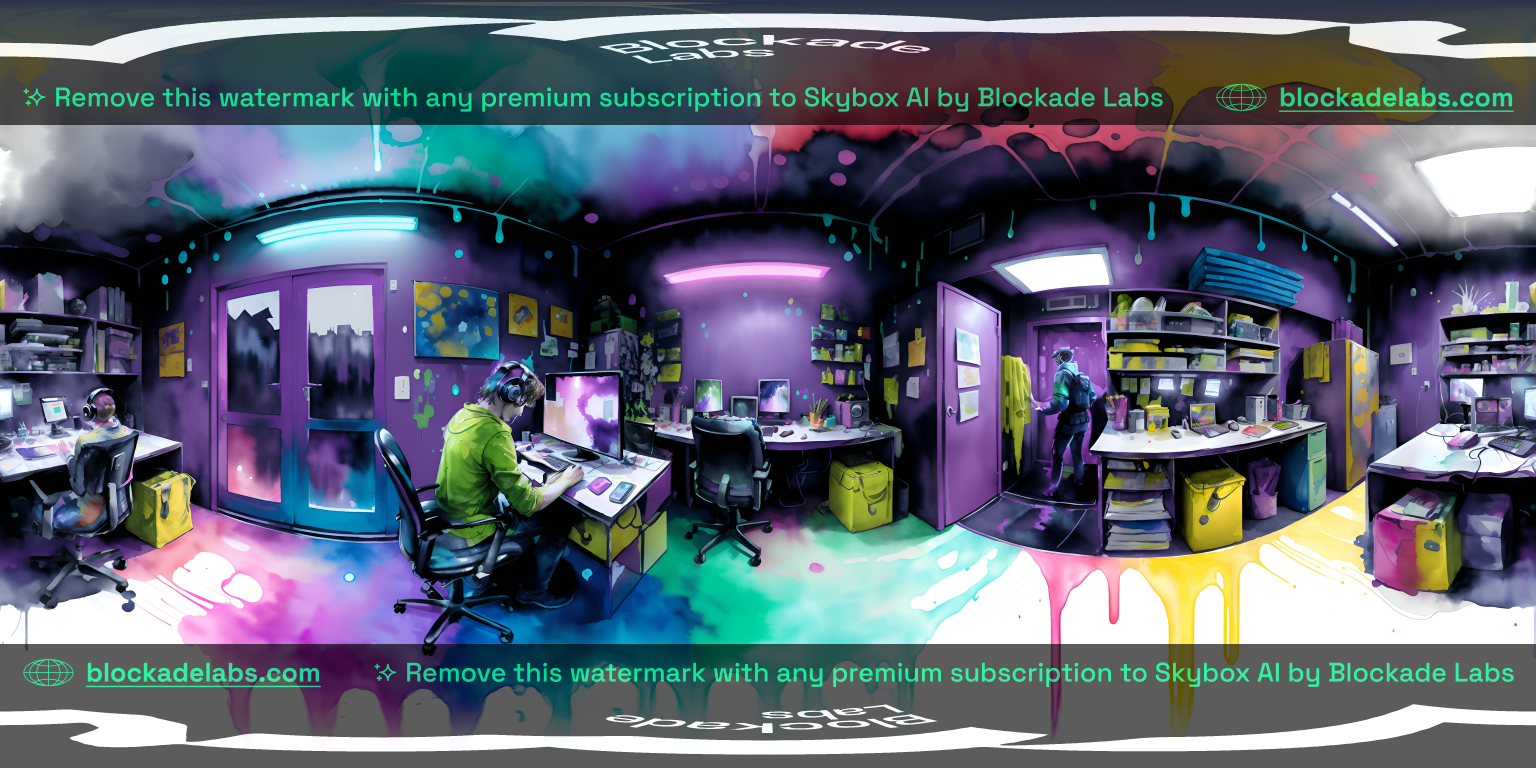 Blockade
Labs
Remove this watermark with any premium subscription to Skybox AI by Blockade Labs
blockadelabs.com
blockadelabs.com
Remove this watermark with any premium subscription to Skybox AI by Blockade Labs
Labs
Blockade